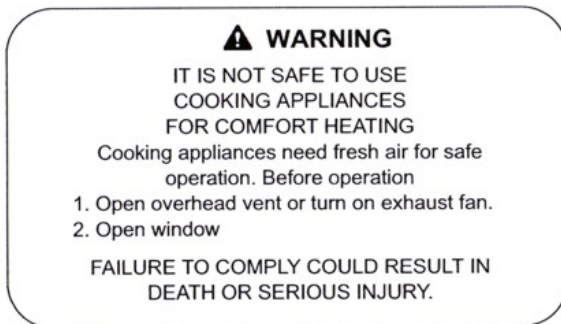 WARNING
IT IS NOT SAFE TO USE
COOKING APPLIANCES
FOR COMFORT HEATING
Cooking appliances need fresh air for safe
operation. Before operation
1. Open overhead vent or turn on exhaust fan.
2. Open window
FAILURE TO COMPLY COULD RESULT IN
DEATH OR SERIOUS INJURY.